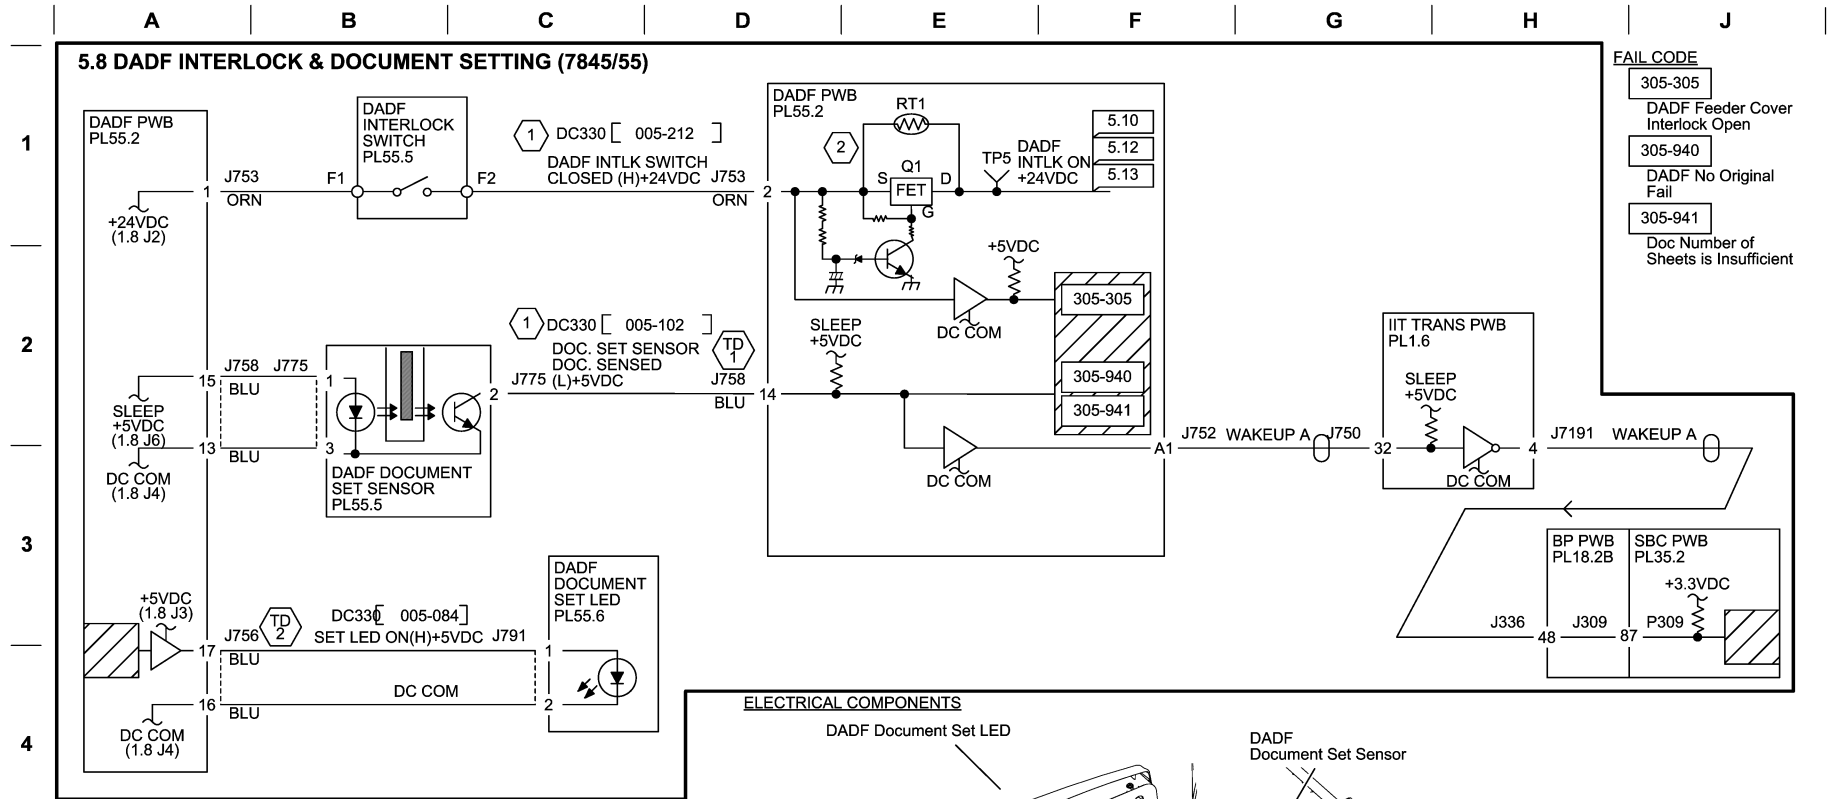 A B C D E F G H J
1
2
3
4
5.8 DADF INTERLOCK & DOCUMENT SETTING (7845/55)
FAIL CODE
305-305
DADF Feeder Cover
Interlock Open
305-940
DADF No Original
Fail
305-941
Doc Number of
Sheets is Insufficient
DADF PWB
PL55.2
1
+24VDC
(1.8 J2)
J753
ORN
DADF
INTERLOCK
SWITCH
PL55.5
F1
F2
1
DC330 [ 005-212 ]
DADF INTLK SWITCH
CLOSED (H)+24VDC
J753
ORN
DADF PWB
PL55.2
2
2
RT1
Q1
S
FET
D
G
TP5
DADF
INTLK ON
+24VDC
5.10
5.12
5.13
+5VDC
DC COM
305-305
305-940
305-941
15
SLEEP
+5VDC
(1.8 J6)
13
DC COM
(1.8 J4)
J758
BLU
J775
BLU
1
3
2
DADF DOCUMENT
SET SENSOR
PL55.5
1
DC330 [ 005-102 ]
DOC. SET SENSOR
DOC. SENSED
(L)+5VDC
J775
TD
1
J758
BLU
14
SLEEP
+5VDC
DC COM
A1
J752
WAKEUP A
J750
IIT TRANS PWB
PL1.6
SLEEP
+5VDC
32
DC COM
4
J7191
WAKEUP A
BP PWB
PL18.2B
SBC PWB
PL35.2
+3.3VDC
J336
48
J309
87
P309
+5VDC
(1.8 J3)
17
16
DC COM
(1.8 J4)
J756
BLU
BLU
TD
2
DC330 [ 005-084 ]
SET LED ON(H)+5VDC
J791
DC COM
DADF
DOCUMENT
SET LED
PL55.6
1
2
ELECTRICAL COMPONENTS
DADF Document Set LED
DADF
Document Set Sensor